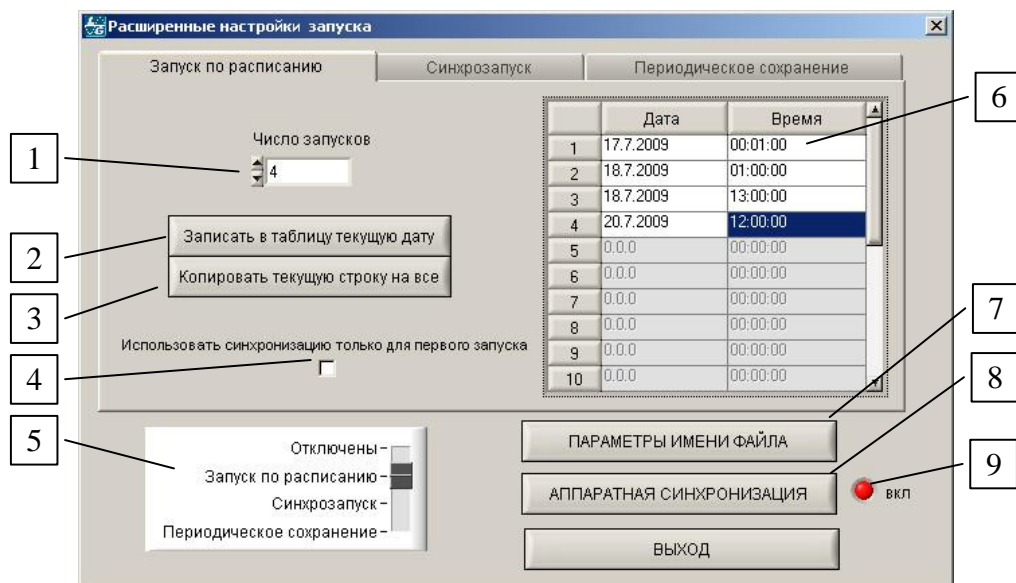 Расширенные настройки запуска
Запуск по расписанию
Синхрозапуск
Периодическое сохранение
Число запусков
4
Записать в таблицу текущую дату
Копировать текущую строку на все
Использовать синхронизацию только для первого запуска
Дата Время
1 17.7.2009 00:01:00
2 18.7.2009 01:00:00
3 18.7.2009 13:00:00
4 20.7.2009 12:00:00
5 0.0.0 00:00:00
6 0.0.0 00:00:00
7 0.0.0 00:00:00
8 0.0.0 00:00:00
9 0.0.0 00:00:00
10 0.0.0 00:00:00
Отключены
Запуск по расписанию
Синхрозапуск
Периодическое сохранение
ПАРАМЕТРЫ ИМЕНИ ФАЙЛА
АППАРАТНАЯ СИНХРОНИЗАЦИЯ
вкл
ВЫХОД
1
2
3
4
5
6
7
8
9